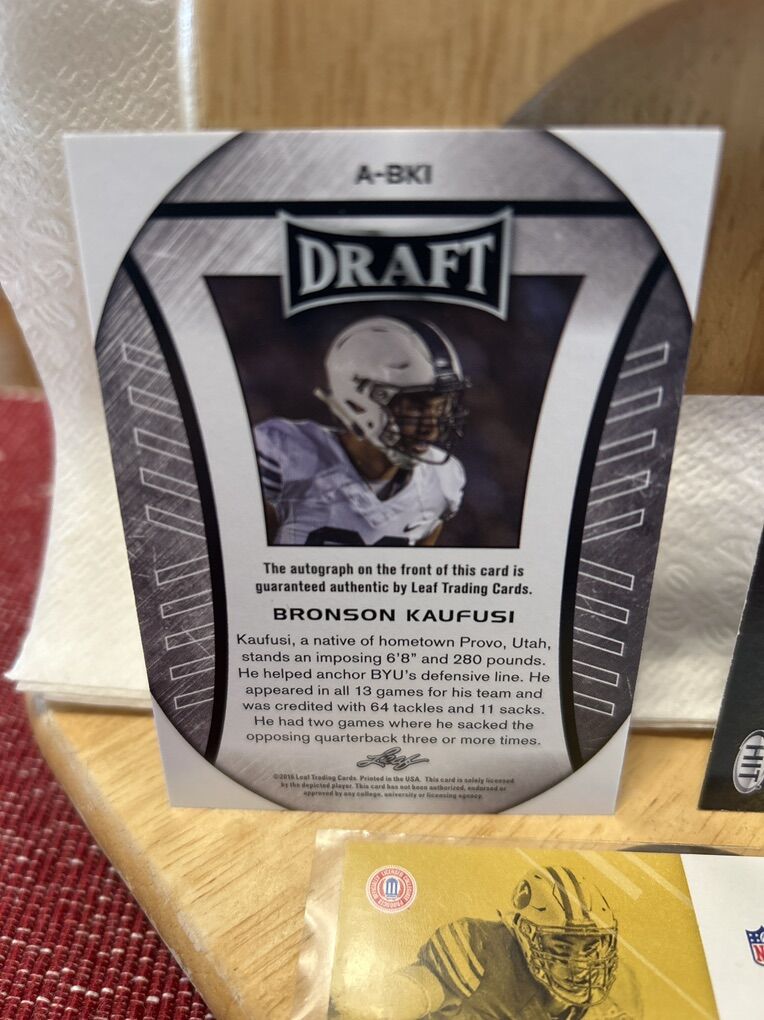 A-BKI
DRAFT
The autograph on the front of this card is
guaranteed authentic by Leaf Trading Cards.
BRONSON KAUFUSI
Kaufusi, a native of hometown Provo, Utah,
stands an imposing 6'8" and 280 pounds.
He helped anchor BYU's defensive line. He
appeared in all 13 games for his team and
was credited with 64 tackles and 11 sacks.
He had two games where he sacked the
opposing quarterback three or more times.
Leaf
©2016 Leaf Trading Cards. Printed in the USA. This card is solely licensed
by the depicted player. This card has not been authorized, endorsed or
approved by any college, university or licensing agency.
HIT